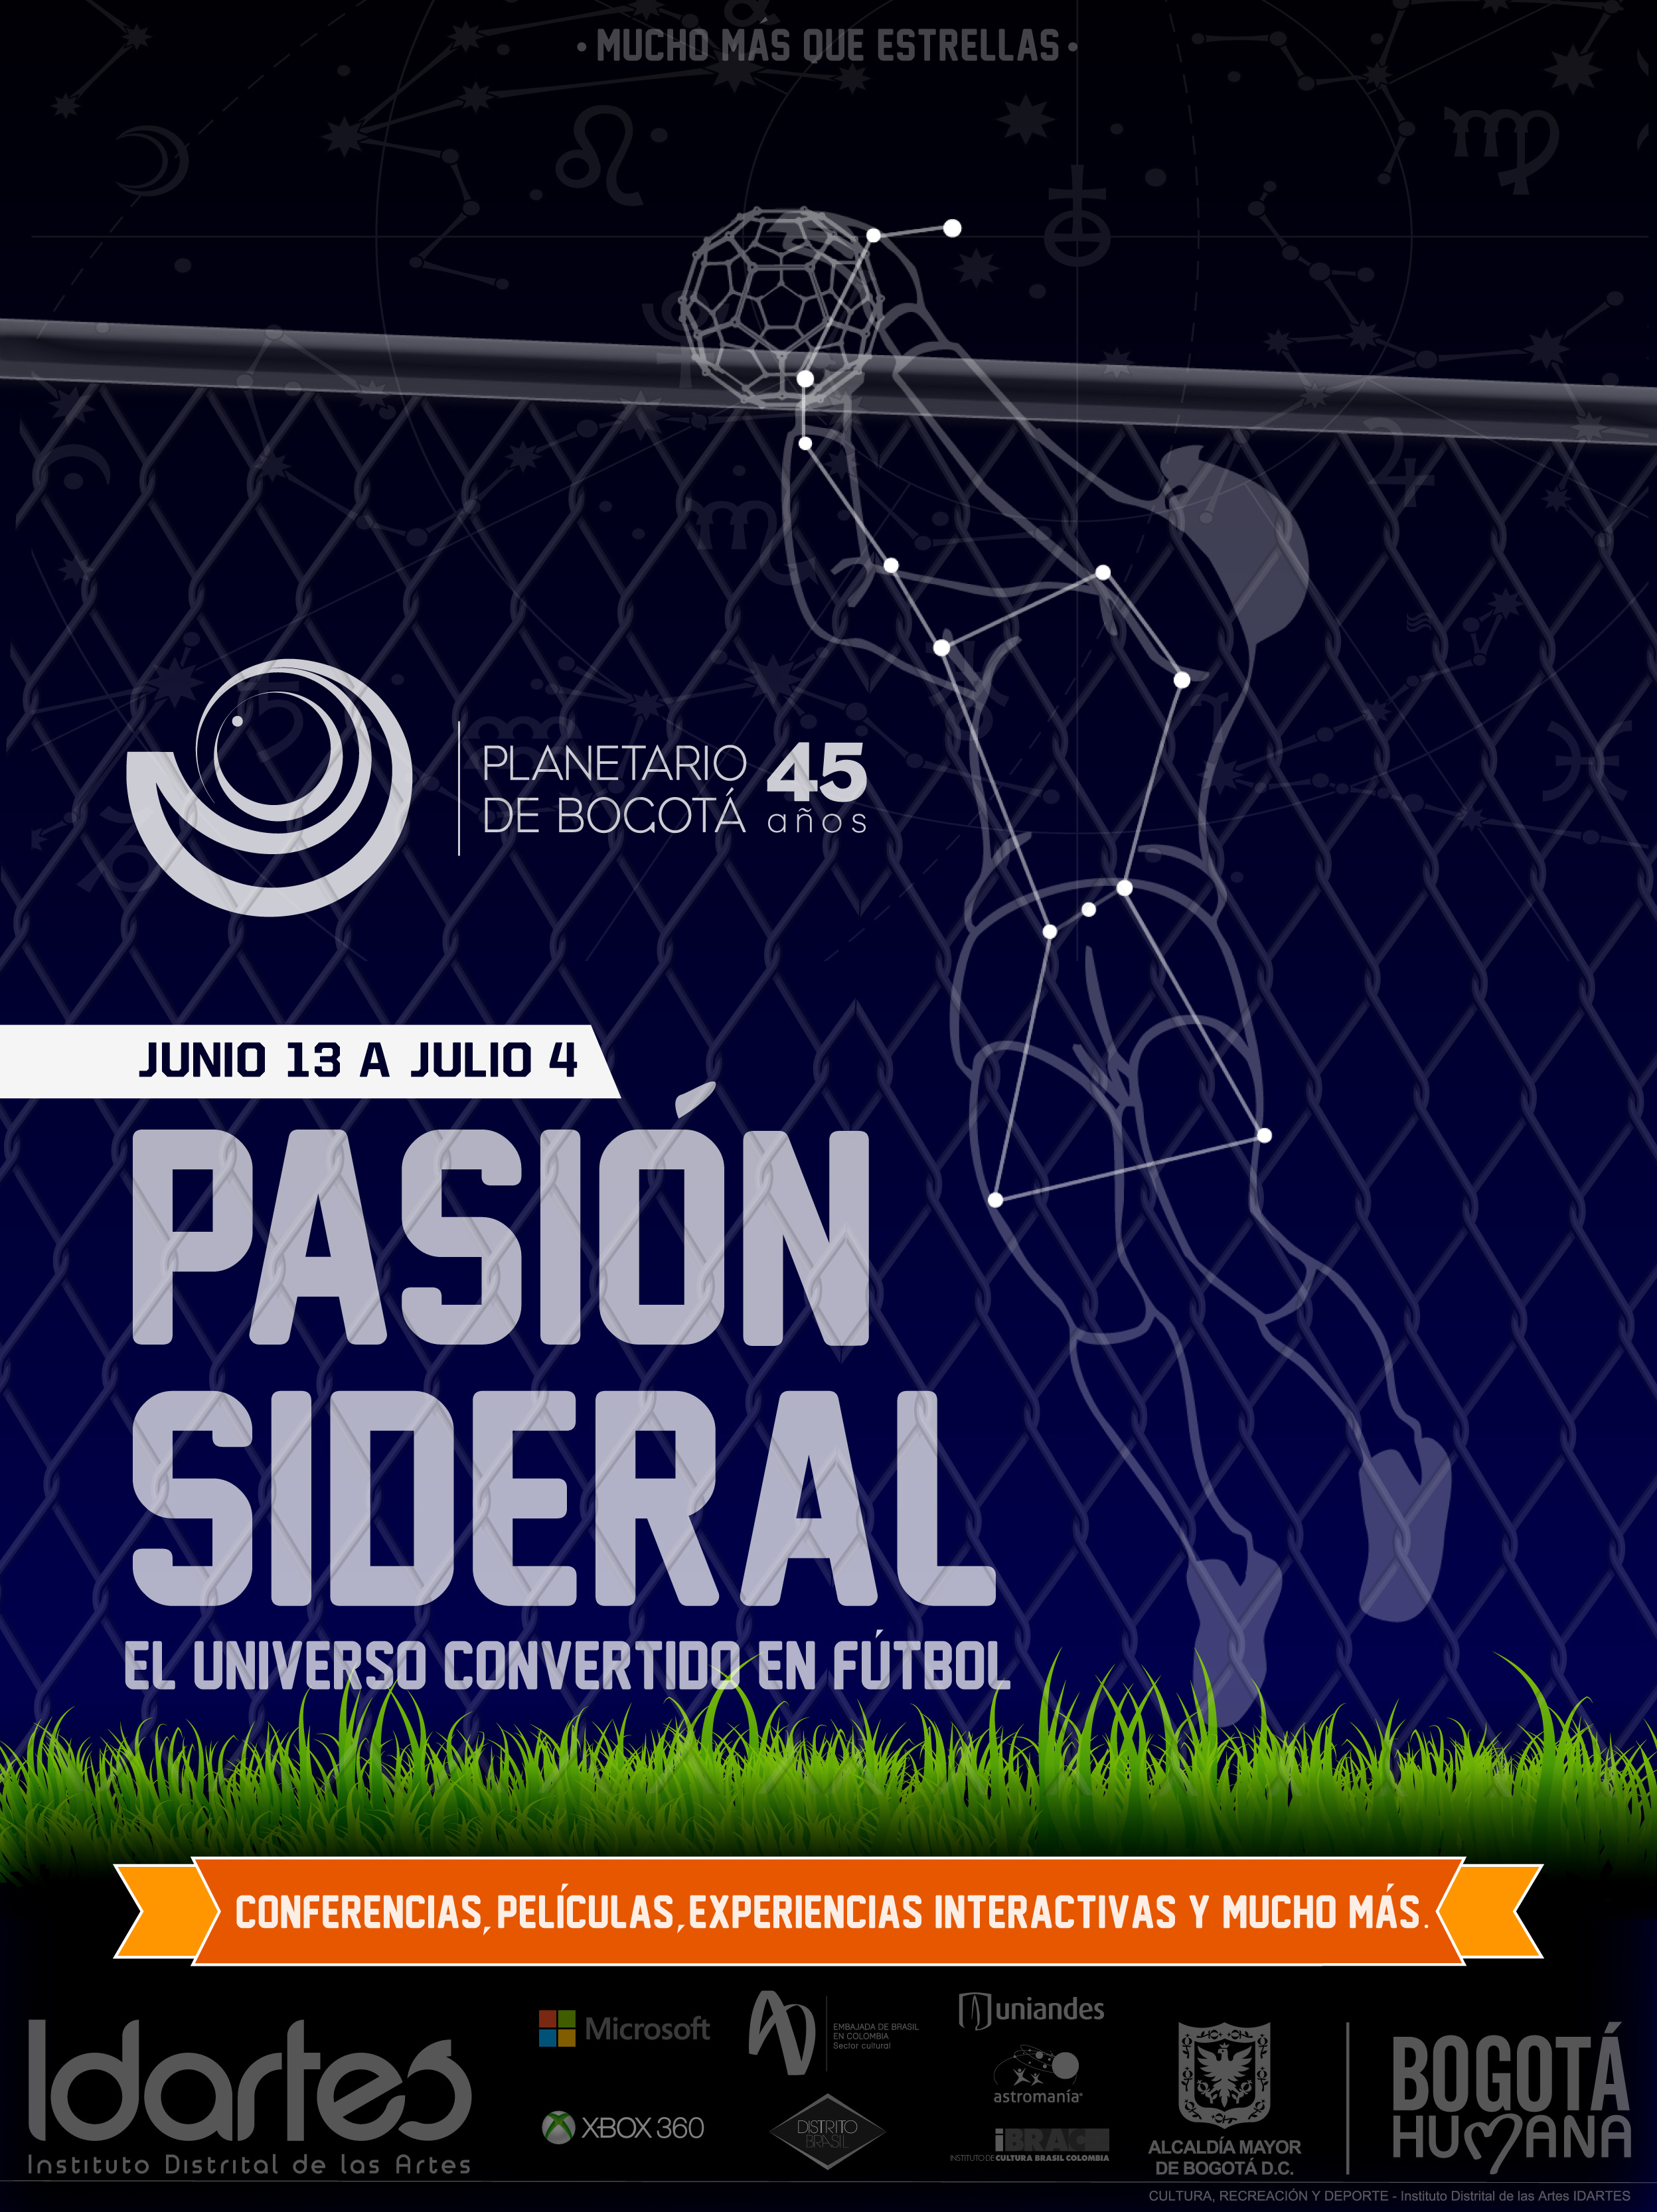 • MUCHO MÁS QUE ESTRELLAS •
PLANETARIO
DE BOGOTÁ
45
años
JUNIO 13 A JULIO 4
PASIÓN
SIDERAL
EL UNIVERSO CONVERTIDO EN FÚTBOL
CONFERENCIAS, PELÍCULAS, EXPERIENCIAS INTERACTIVAS Y MUCHO MÁS.
Idartes
Instituto Distrital de las Artes
Microsoft
XBOX 360
EMBAJADA DE BRASIL
EN COLOMBIA
Sector cultural
DISTRITO
BRASIL
uniandes
astromanía
iBRACO
INSTITUTO DE CULTURA BRASIL COLOMBIA
ALCALDÍA MAYOR
DE BOGOTÁ D.C.
BOGOTÁ
HUMANA
CULTURA, RECREACIÓN Y DEPORTE - Instituto Distrital de las Artes IDARTES